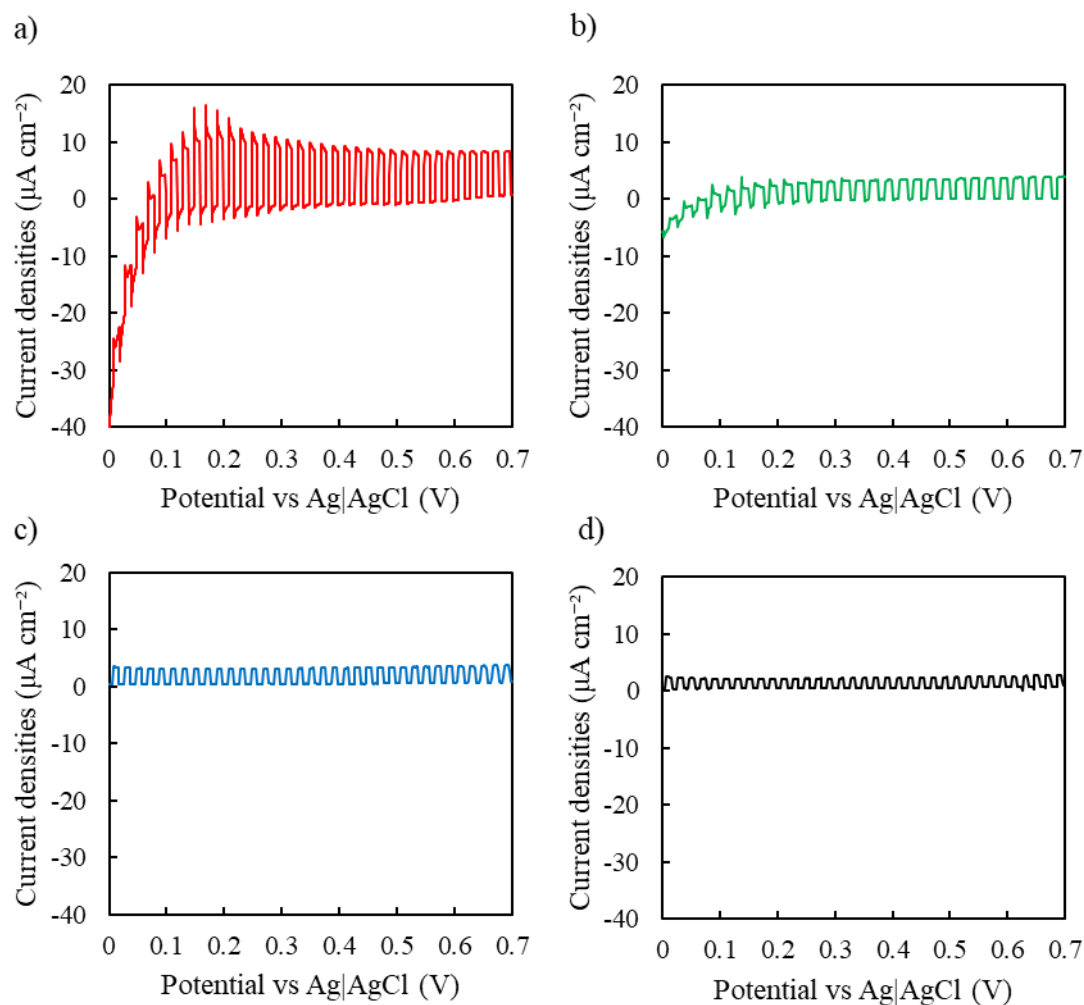 a)
20
10
0
-10
-20
-30
-40
Current densities (μA cm⁻²)
0 0.1 0.2 0.3 0.4 0.5 0.6 0.7
Potential vs Ag|AgCl (V)
b)
20
10
0
-10
-20
-30
-40
Current densities (μA cm⁻²)
0 0.1 0.2 0.3 0.4 0.5 0.6 0.7
Potential vs Ag|AgCl (V)
c)
20
10
0
-10
-20
-30
-40
Current densities (μA cm⁻²)
0 0.1 0.2 0.3 0.4 0.5 0.6 0.7
Potential vs Ag|AgCl (V)
d)
20
10
0
-10
-20
-30
-40
Current densities (μA cm⁻²)
0 0.1 0.2 0.3 0.4 0.5 0.6 0.7
Potential vs Ag|AgCl (V)